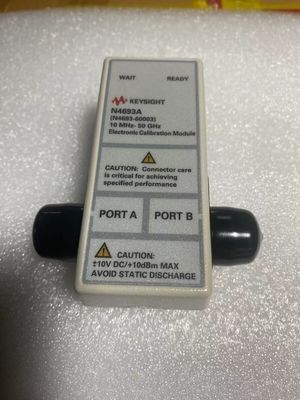 WAIT READY
KEYSIGHT
N4693A
(N4693-60003)
10 MHz- 50 GHz
Electronic Calibration Module
CAUTION: Connector care
is critical for achieving
specified performance
PORT A PORT B
CAUTION:
±10V DC/+10dBm MAX
AVOID STATIC DISCHARGE